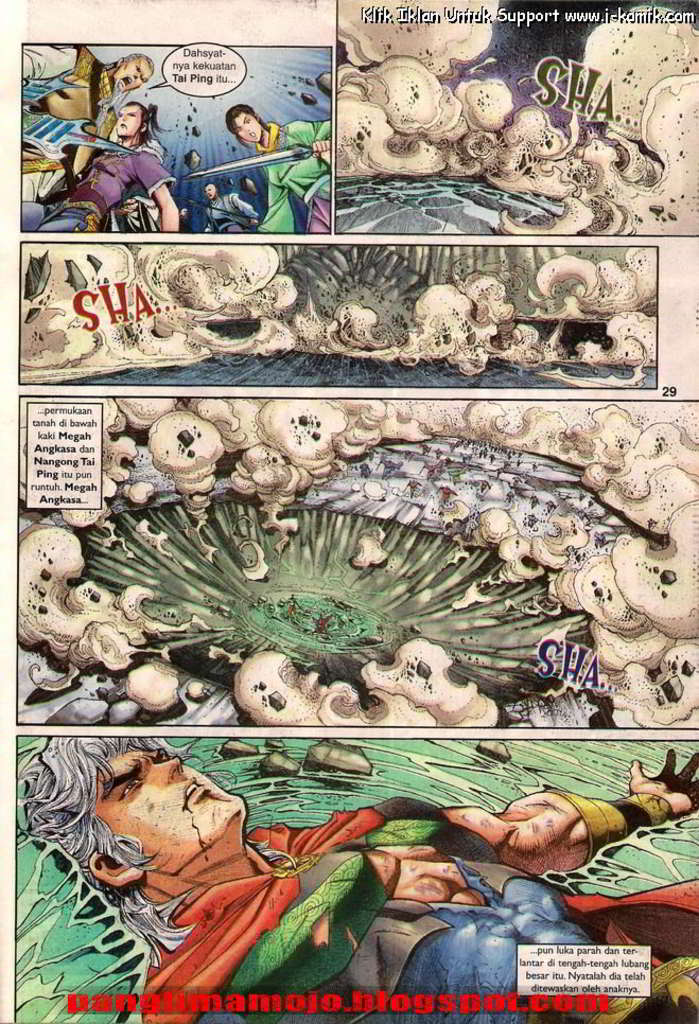 Klik Iklan Untuk Support www.i-komik.com
Dahsyat-
nya kekuatan
Tai Ping itu...
SHA...
SHA...
29
...permukaan
tanah di bawah
kaki Megah
Angkasa dan
Nangong Tai
Ping itu pun
runtuh. Megah
Angkasa...
SHA...
...pun luka parah dan ter-
lantar di tengah-tengah lubang
besar itu. Nyatalah dia telah
ditewaskan oleh anaknya.
panglimamojo.blogspot.com